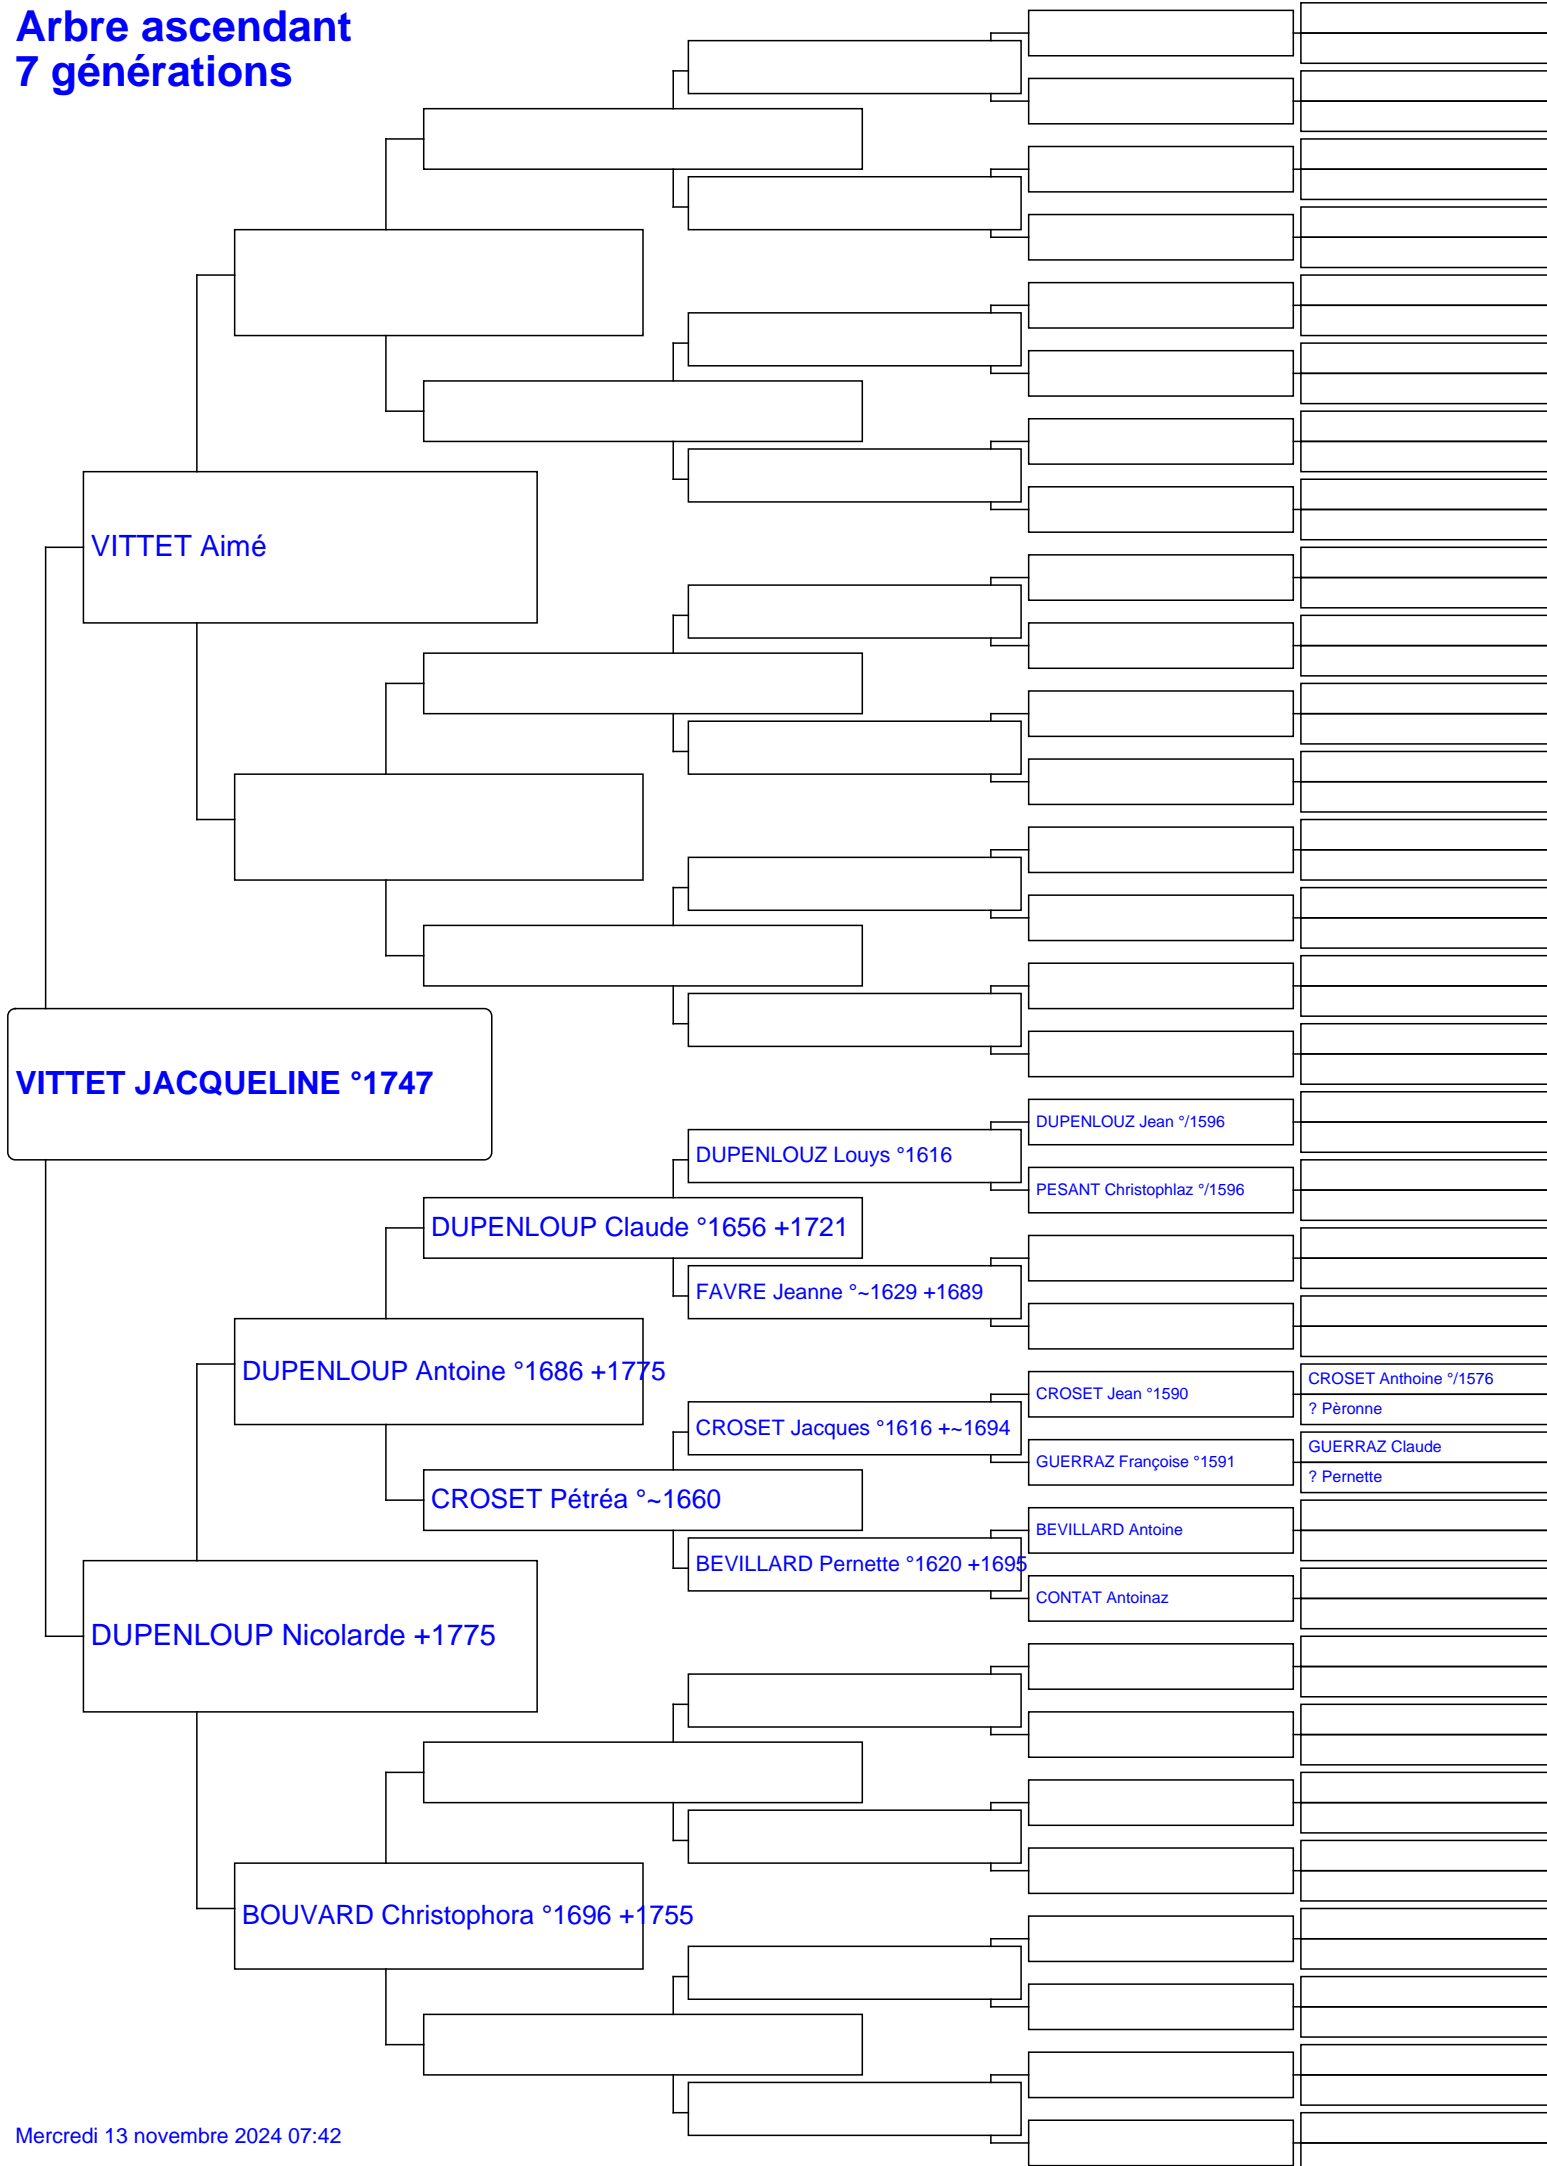 Arbre ascendant
7 générations
VITTET Aimé
VITTET JACQUELINE °1747
DUPENLOUZ Jean °/1596
DUPENLOUZ Louys °1616
PESANT Christophlaz °/1596
DUPENLOUP Claude °1656 +1721
FAVRE Jeanne °~1629 +1689
DUPENLOUP Antoine °1686 +1775
CROSET Anthoine °/1576
CROSET Jean °1590
? Pèronne
CROSET Jacques °1616 +~1694
GUERRAZ Claude
GUERRAZ Françoise °1591
? Pernette
CROSET Pétréa °~1660
BEVILLARD Antoine
BEVILLARD Pernette °1620 +1695
CONTAT Antoinaz
DUPENLOUP Nicolarde +1775
BOUVARD Christophora °1696 +1755
Mercredi 13 novembre 2024 07:42